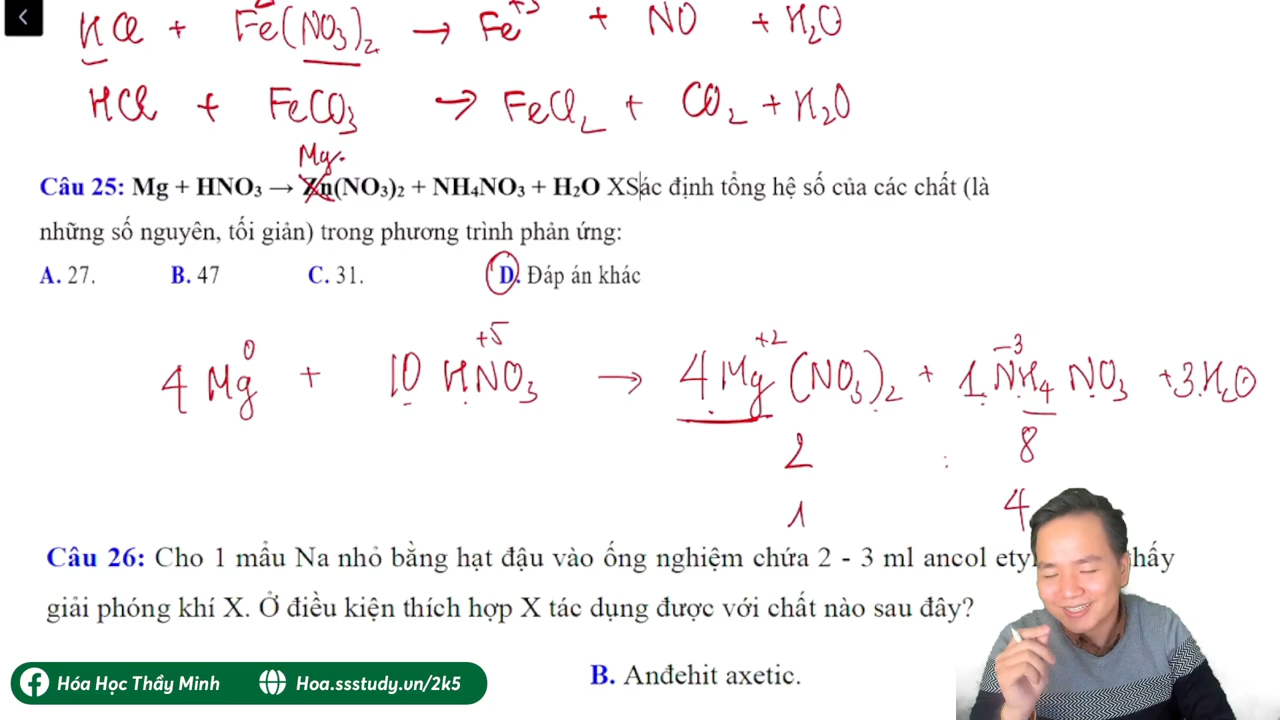 HCl + Fe(NO3)2 → Fe+3 + NO + H2O
HCl + FeCO3 → FeCl2 + CO2 + H2O
Mg.
Câu 25: Mg + HNO3 → Zn(NO3)2 + NH4NO3 + H2O XSác định tổng hệ số của các chất (là
những số nguyên, tối giản) trong phương trình phản ứng:
A. 27. B. 47 C. 31. D. Đáp án khác
0 +5 +2 -3
4 Mg + 10 HNO3 → 4 Mg (NO3)2 + 1 NH4 NO3 + 3 H2O
2 : 8
1 4
Câu 26: Cho 1 mẩu Na nhỏ bằng hạt đậu vào ống nghiệm chứa 2 - 3 ml ancol ety hấy
giải phóng khí X. Ở điều kiện thích hợp X tác dụng được với chất nào sau đây?
B. Anđehit axetic.
Hóa Học Thầy Minh Hoa.ssstudy.vn/2k5